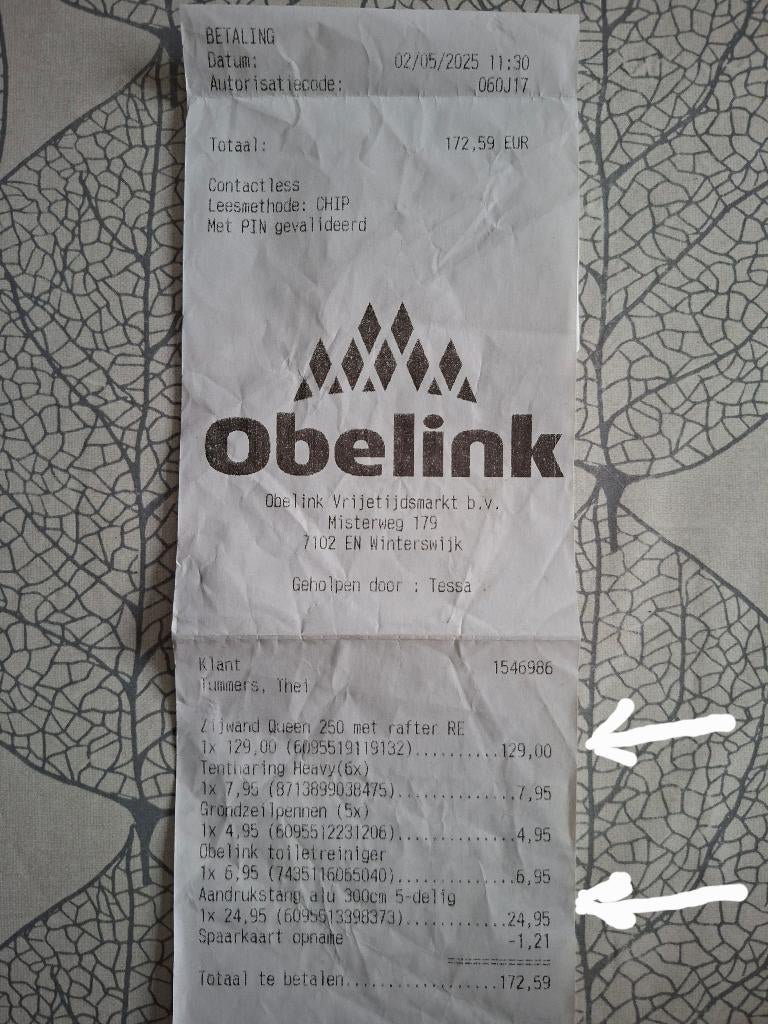 BETALING
Datum: 02/05/2025 11:30
Autorisatiecode: 060J17
Totaal: 172,59 EUR
Contactless
Leesmethode: CHIP
Met PIN gevalideerd
Obelink
Obelink Vrijetijdsmarkt b.v.
Misterweg 179
7102 EN Winterswijk
Geholpen door : Tessa
Klant 1546986
Tummers, Thei
Zijwand Queen 250 met rafter RE
1x 129,00 (6095519119132)..........129,00
Tentharing Heavy(6x)
1x 7,95 (8713899038475)..............7,95
Grondzeilpennen (5x)
1x 4,95 (6095512231206)..............4,95
Obelink toiletreiniger
1x 6,95 (7435116065040)..............6,95
Aandrukstang alu 300cm 5-delig
1x 24,95 (6095613398373)............24,95
Spaarkaart opname -1,21
==========
Totaal te betalen..................172,59